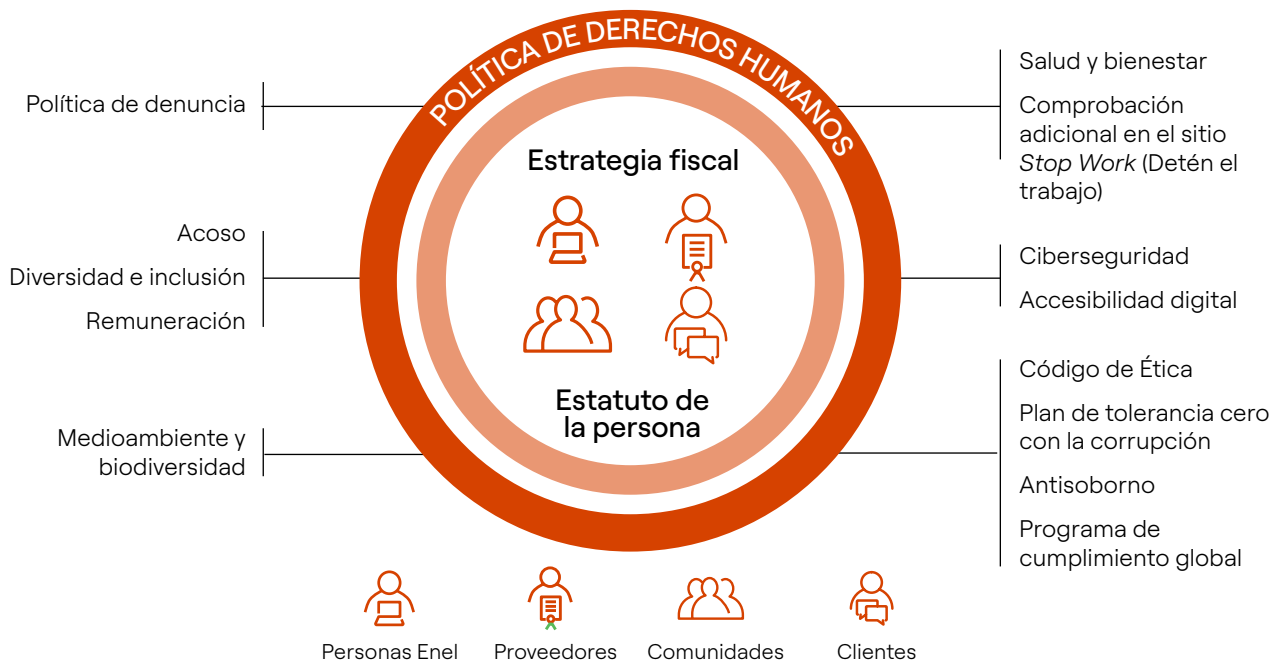 POLÍTICA DE DERECHOS HUMANOS
Política de denuncia
Acoso
Diversidad e inclusión
Remuneración
Medioambiente y
biodiversidad
Estrategia fiscal
Estatuto de
la persona
Salud y bienestar
Comprobación
adicional en el sitio
Stop Work (Detén el
trabajo)
Ciberseguridad
Accesibilidad digital
Código de Ética
Plan de tolerancia cero
con la corrupción
Antisoborno
Programa de
cumplimiento global
Personas Enel
Proveedores
Comunidades
Clientes